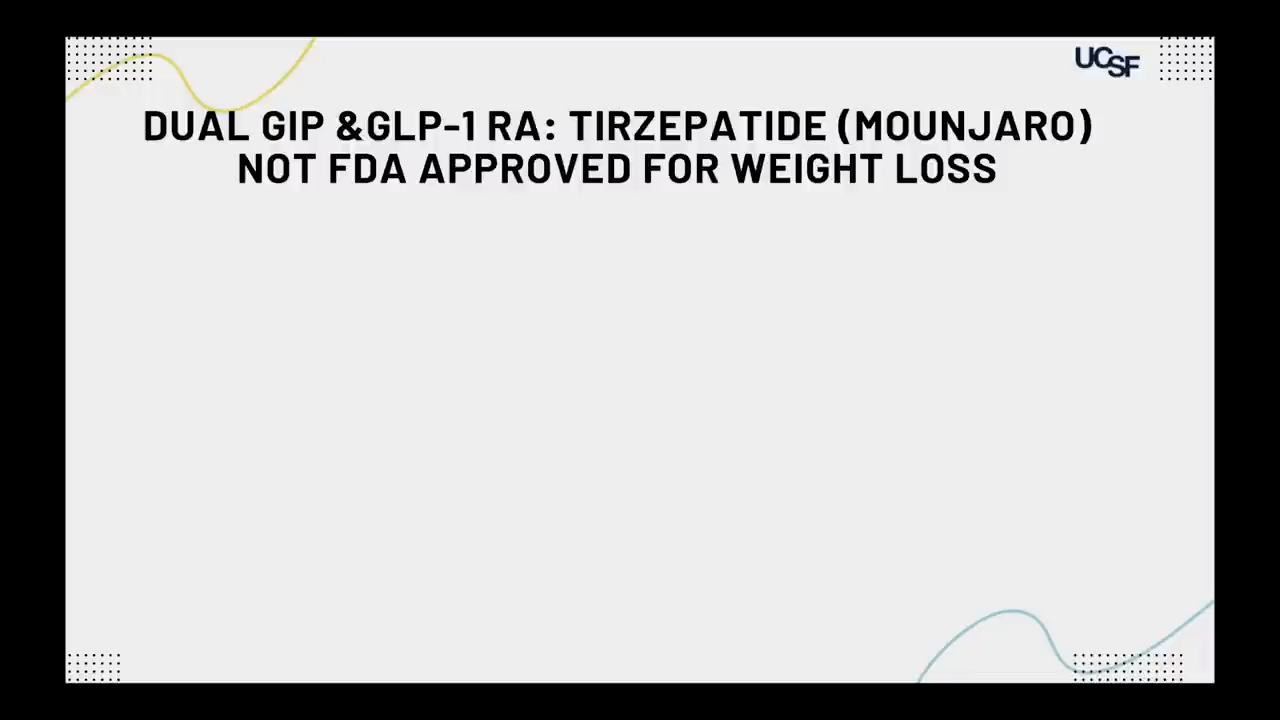 UCSF
DUAL GIP &GLP-1 RA: TIRZEPATIDE (MOUNJARO)
NOT FDA APPROVED FOR WEIGHT LOSS